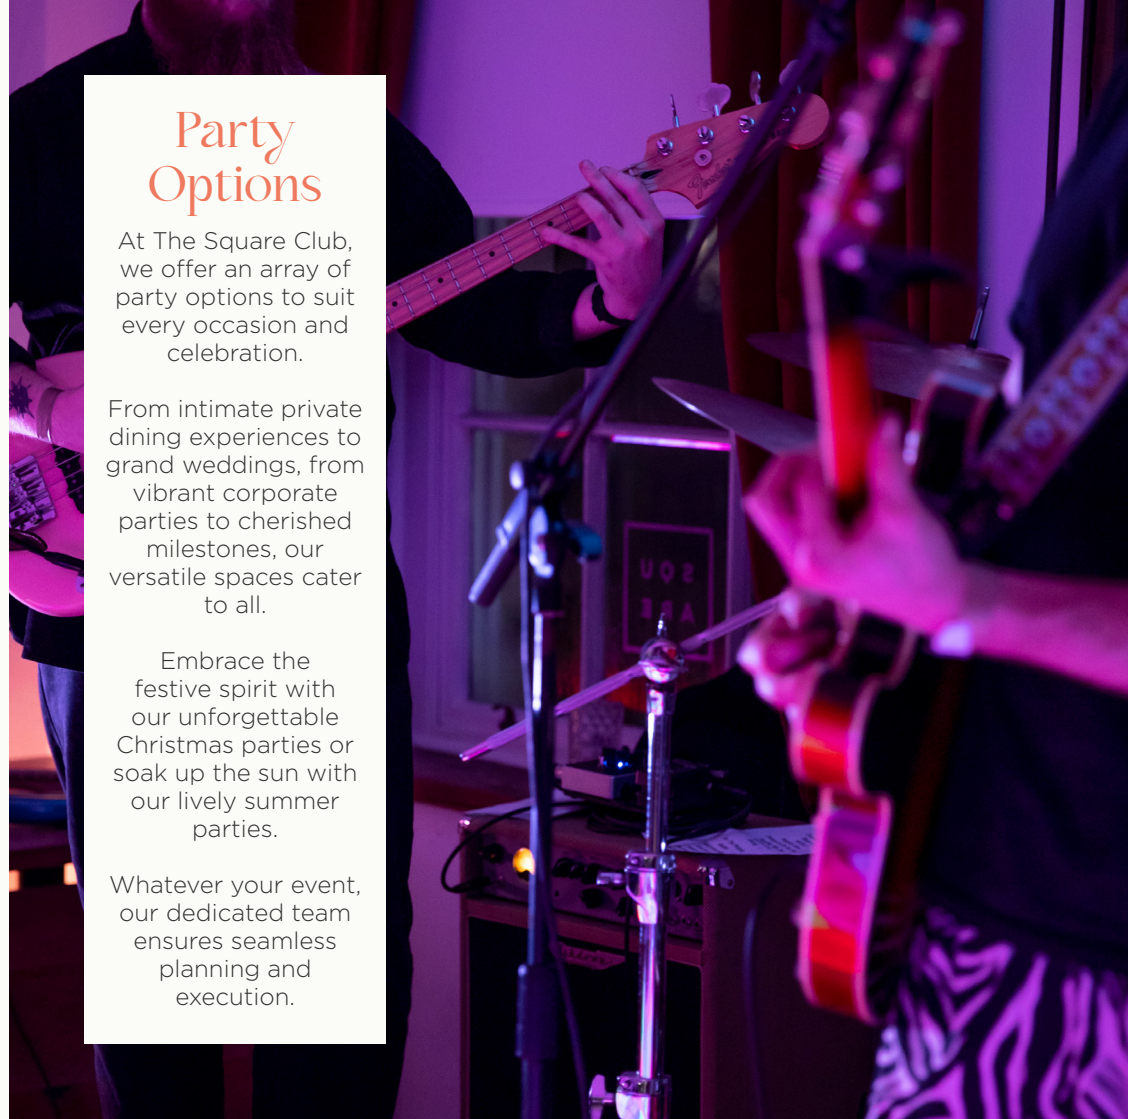 Party
Options
At The Square Club,
we offer an array of
party options to suit
every occasion and
celebration.
From intimate private
dining experiences to
grand weddings, from
vibrant corporate
parties to cherished
milestones, our
versatile spaces cater
to all.
Embrace the
festive spirit with
our unforgettable
Christmas parties or
soak up the sun with
our lively summer
parties.
Whatever your event,
our dedicated team
ensures seamless
planning and
execution.
Fender
SQU
ARE